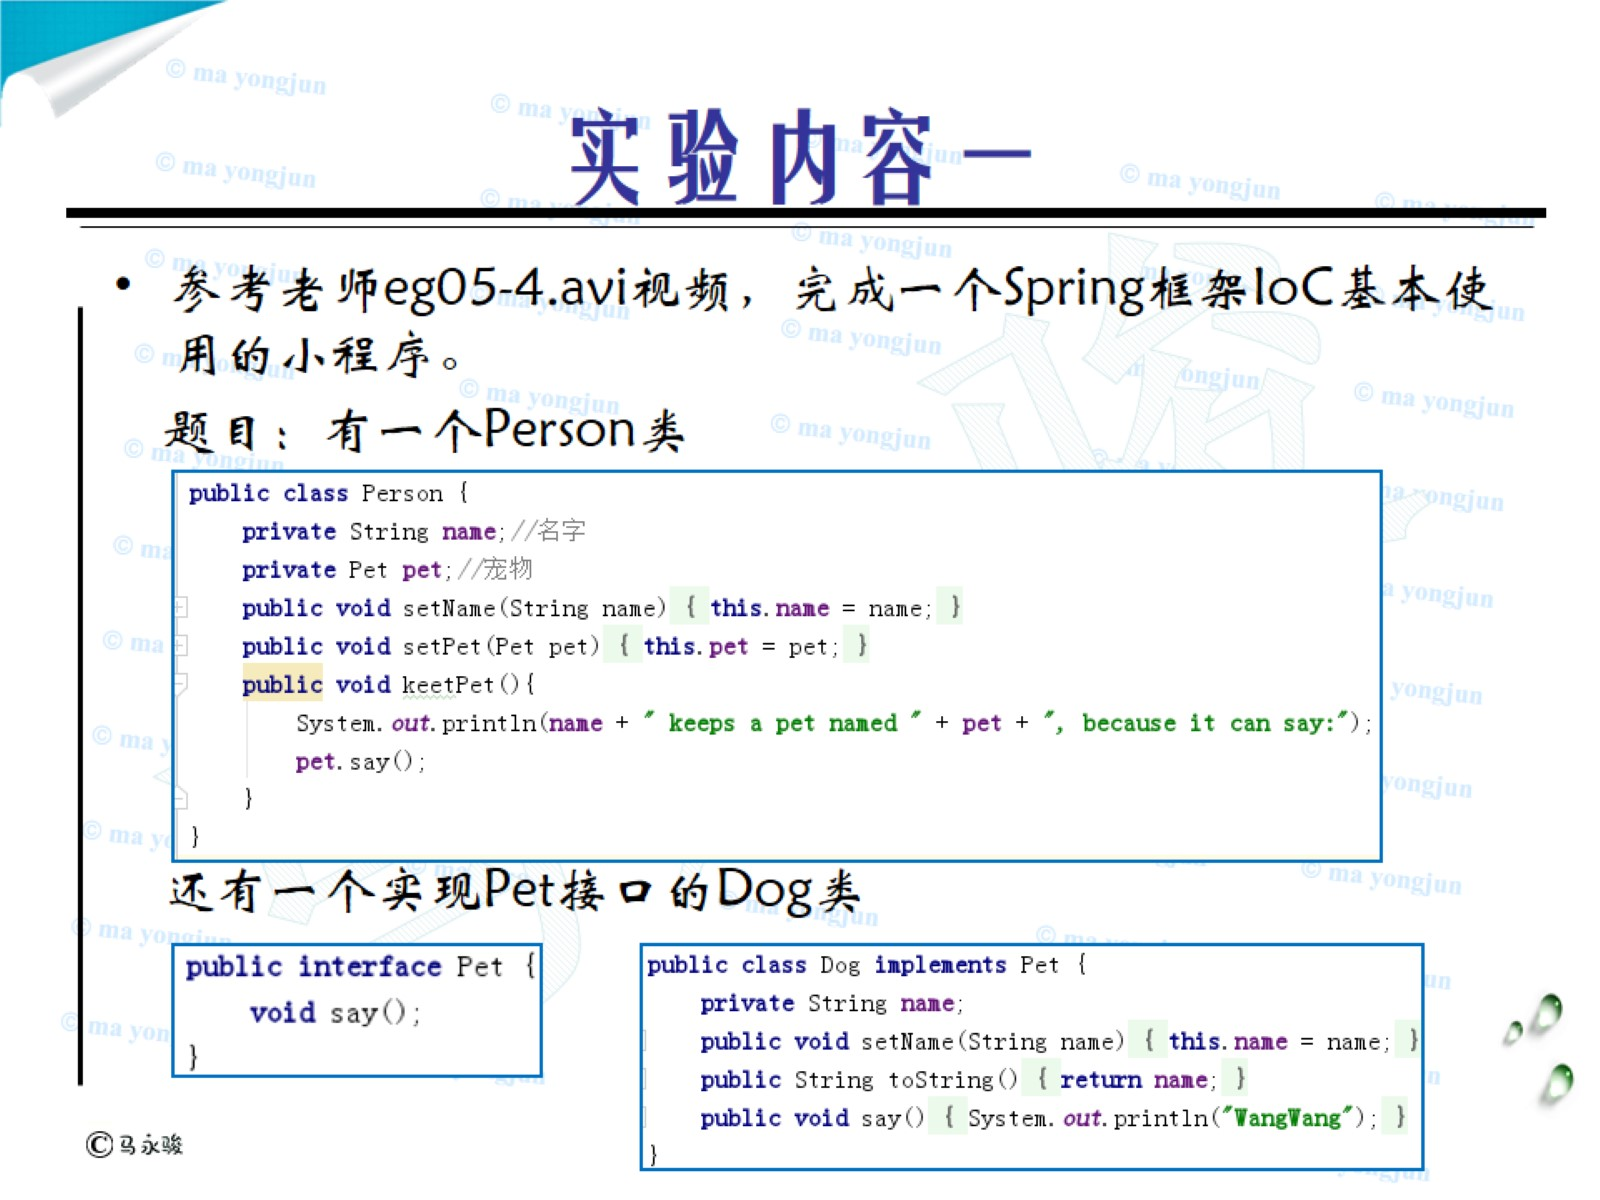 实验内容一
• 参考老师eg05-4.avi视频，完成一个Spring框架IoC基本使
用的小程序。
题目：有一个Person类
public class Person {
private String name;//名字
private Pet pet;//宠物
public void setName(String name) { this.name = name; }
public void setPet(Pet pet) { this.pet = pet; }
public void keetPet(){
System.out.println(name + " keeps a pet named " + pet + ", because it can say:");
pet.say();
}
}
还有一个实现Pet接口的Dog类
public interface Pet {
void say();
}
public class Dog implements Pet {
private String name;
public void setName(String name) { this.name = name; }
public String toString() { return name; }
public void say() { System.out.println("WangWang"); }
}
©马永骏
© ma yongjun